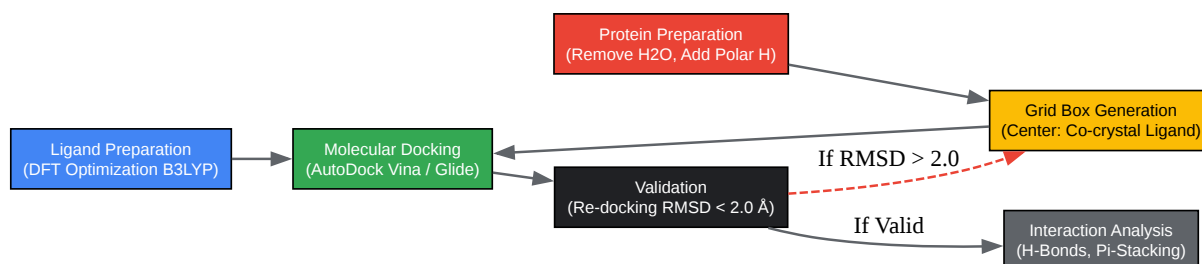 Protein Preparation
(Remove H2O, Add Polar H)
Grid Box Generation
(Center: Co-crystal Ligand)
Ligand Preparation
(DFT Optimization B3LYP)
Molecular Docking
(AutoDock Vina / Glide)
If RMSD > 2.0
Validation
(Re-docking RMSD < 2.0 Å)
If Valid
Interaction Analysis
(H-Bonds, Pi-Stacking)